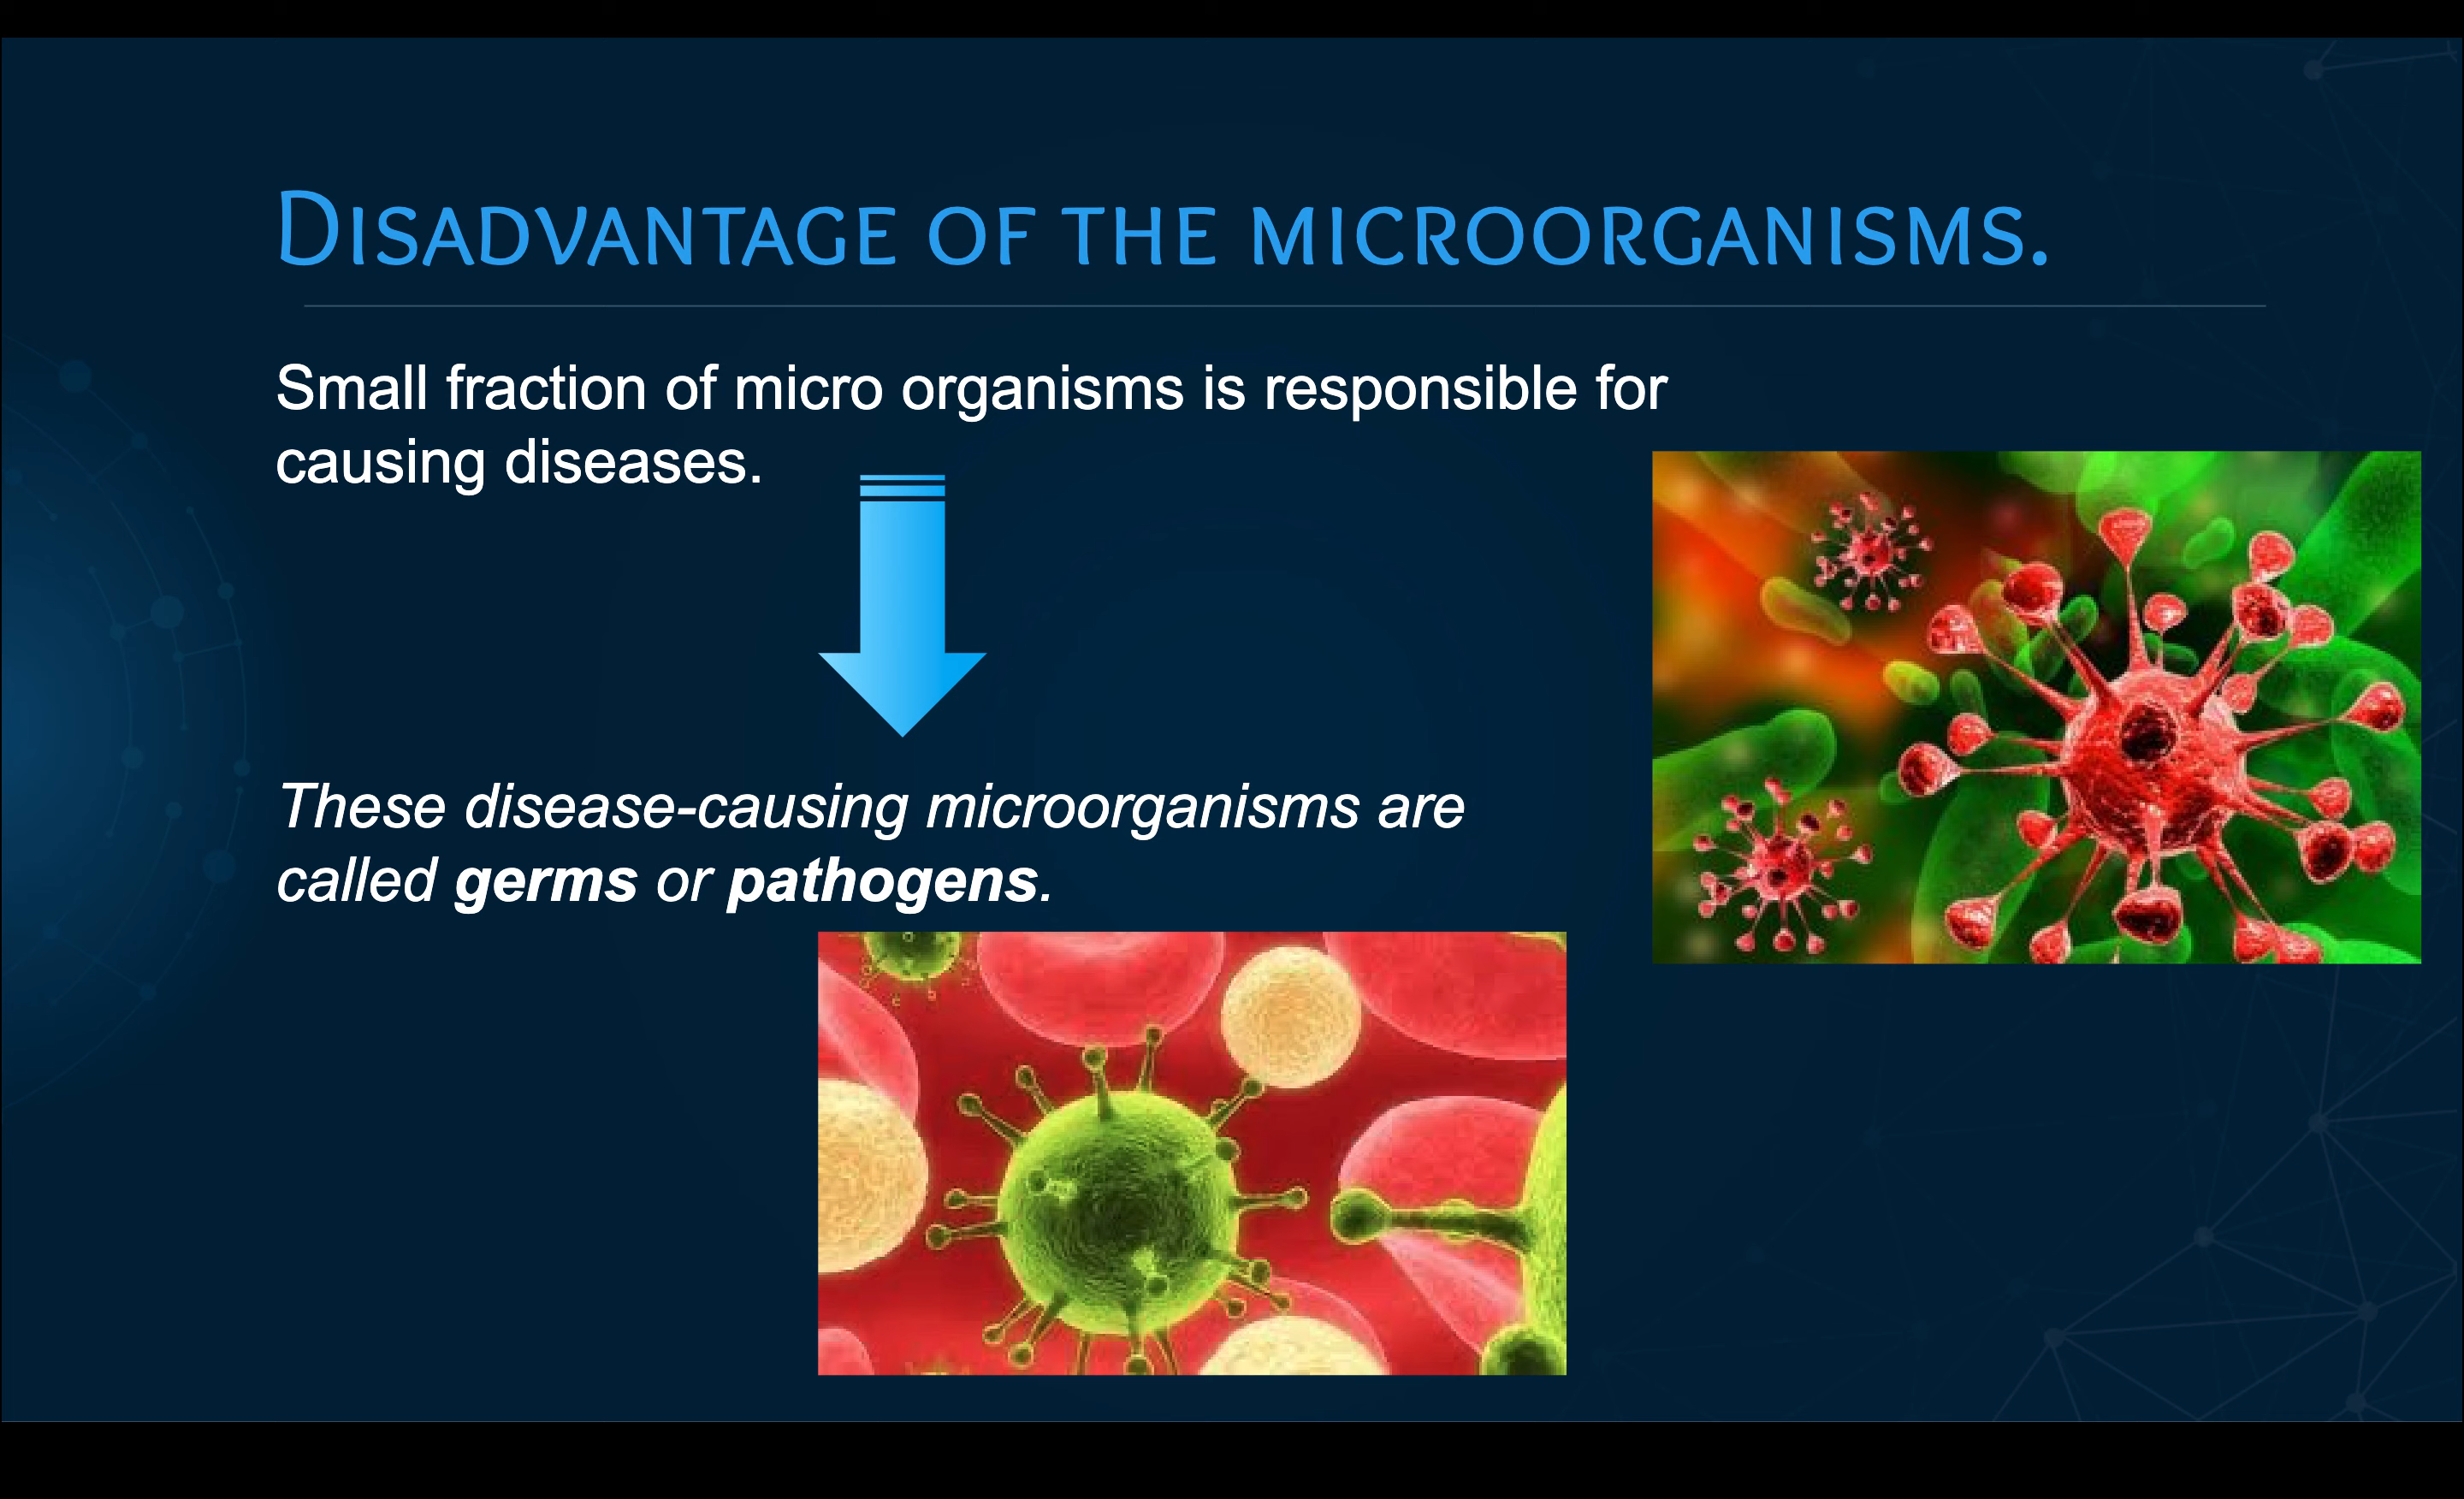 Disadvantage of the microorganisms.
Small fraction of micro organisms is responsible for
causing diseases.
These disease-causing microorganisms are
called germs or pathogens.